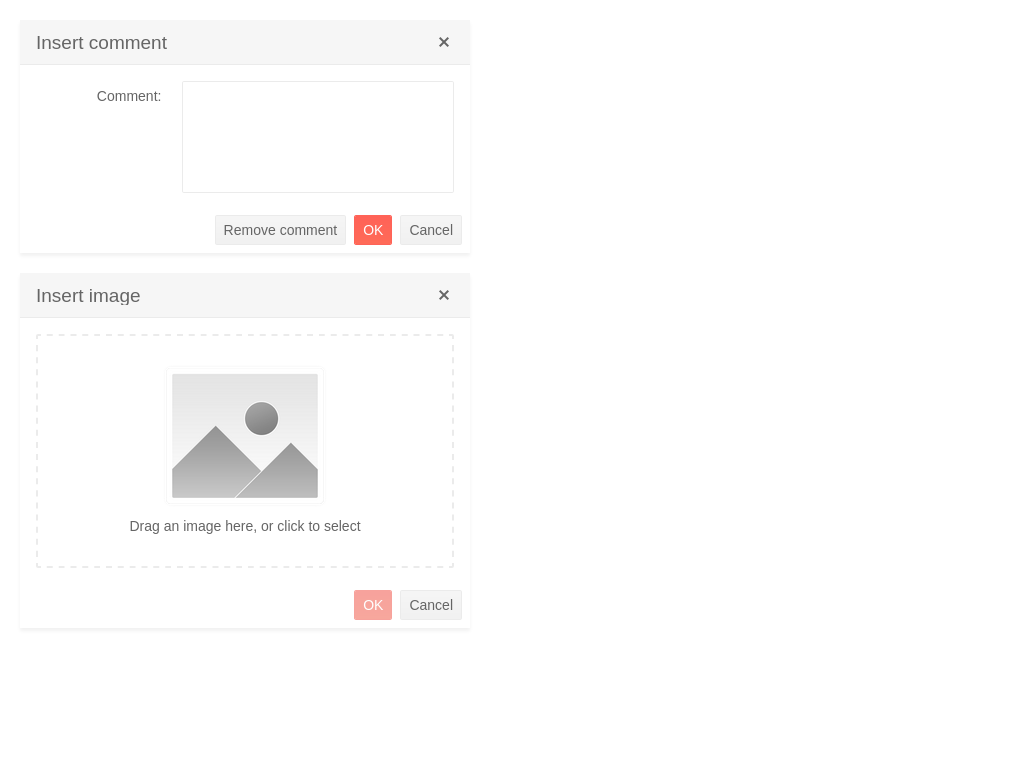 Insert comment
Comment:
Remove comment OK Cancel
Insert image
Drag an image here, or click to select
OK Cancel